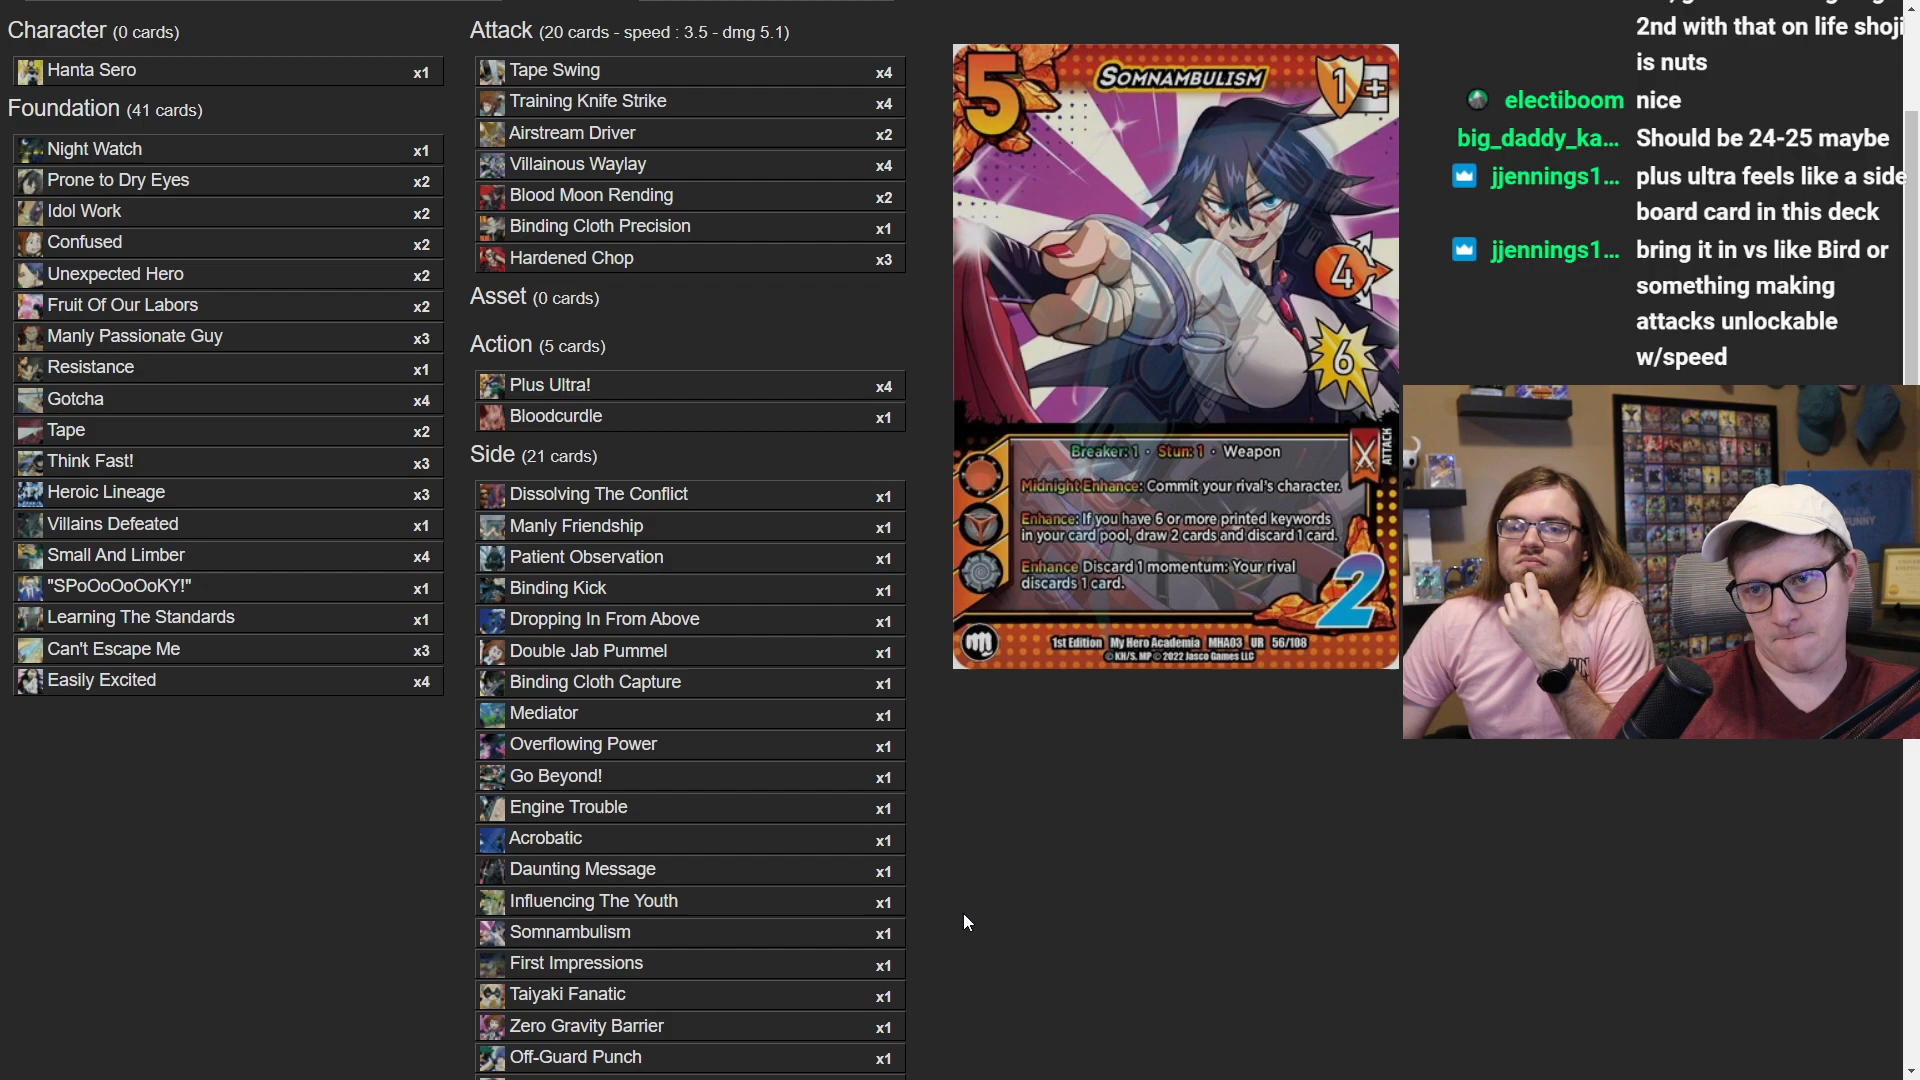 Character (0 cards)
Hanta Sero x1
Foundation (41 cards)
Night Watch x1
Prone to Dry Eyes x2
Idol Work x2
Confused x2
Unexpected Hero x2
Fruit Of Our Labors x2
Manly Passionate Guy x3
Resistance x1
Gotcha x4
Tape x2
Think Fast! x3
Heroic Lineage x3
Villains Defeated x1
Small And Limber x4
"SPoOoOoOoKY!" x1
Learning The Standards x1
Can't Escape Me x3
Easily Excited x4
Attack (20 cards - speed : 3.5 - dmg 5.1)
Tape Swing x4
Training Knife Strike x4
Airstream Driver x2
Villainous Waylay x4
Blood Moon Rending x2
Binding Cloth Precision x1
Hardened Chop x3
Asset (0 cards)
Action (5 cards)
Plus Ultra! x4
Bloodcurdle x1
Side (21 cards)
Dissolving The Conflict x1
Manly Friendship x1
Patient Observation x1
Binding Kick x1
Dropping In From Above x1
Double Jab Pummel x1
Binding Cloth Capture x1
Mediator x1
Overflowing Power x1
Go Beyond! x1
Engine Trouble x1
Acrobatic x1
Daunting Message x1
Influencing The Youth x1
Somnambulism x1
First Impressions x1
Taiyaki Fanatic x1
Zero Gravity Barrier x1
Off-Guard Punch x1
5
SOMNAMBULISM
1+
4
6
ATTACK
Breaker: 1 · Stun: 1 · Weapon
Midnight Enhance: Commit your rival's character.
Enhance: If you have 6 or more printed keywords
in your card pool, draw 2 cards and discard 1 card.
Enhance Discard 1 momentum: Your rival
discards 1 card.
2
1st Edition My Hero Academia MHA03 UR 56/108
©KH/S. MP ©2022 Jasco Games LLC
2nd with that on life shoji
is nuts
electiboom nice
big_daddy_ka... Should be 24-25 maybe
jjennings1... plus ultra feels like a side
board card in this deck
jjennings1... bring it in vs like Bird or
something making
attacks unlockable
w/speed